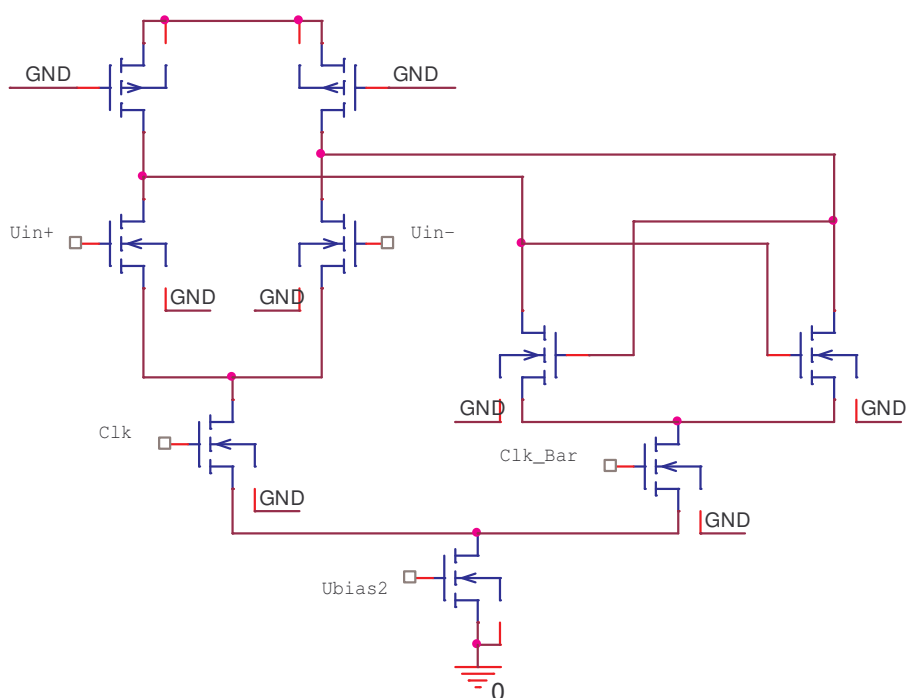 GND GND
Uin+ Uin-
GND GND
GND GND
Clk
Clk_Bar
GND
GND
Ubias2
0